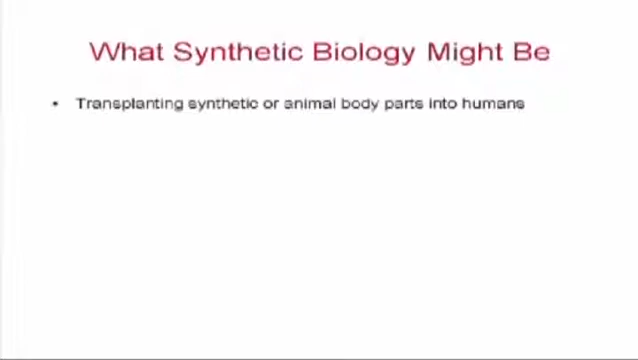 What Synthetic Biology Might Be
• Transplanting synthetic or animal body parts into humans